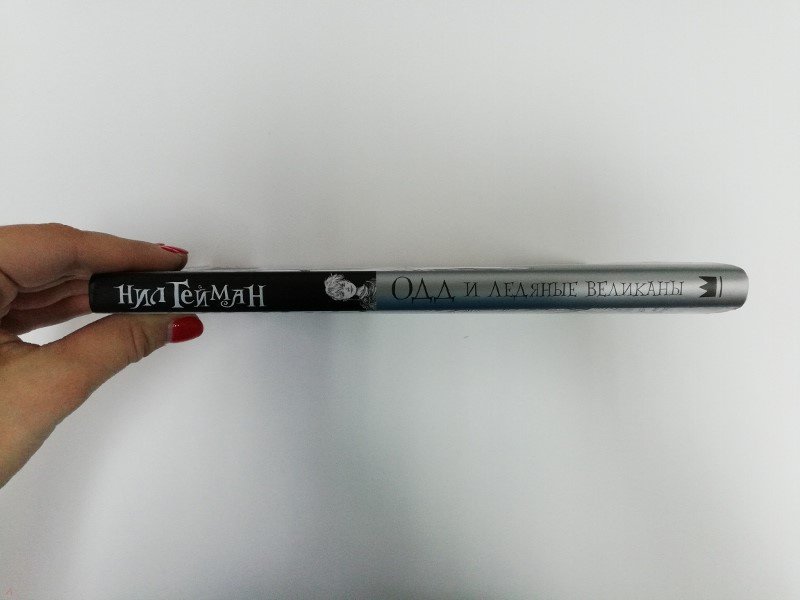 Нил Гейман
Одд и ледяные великаны